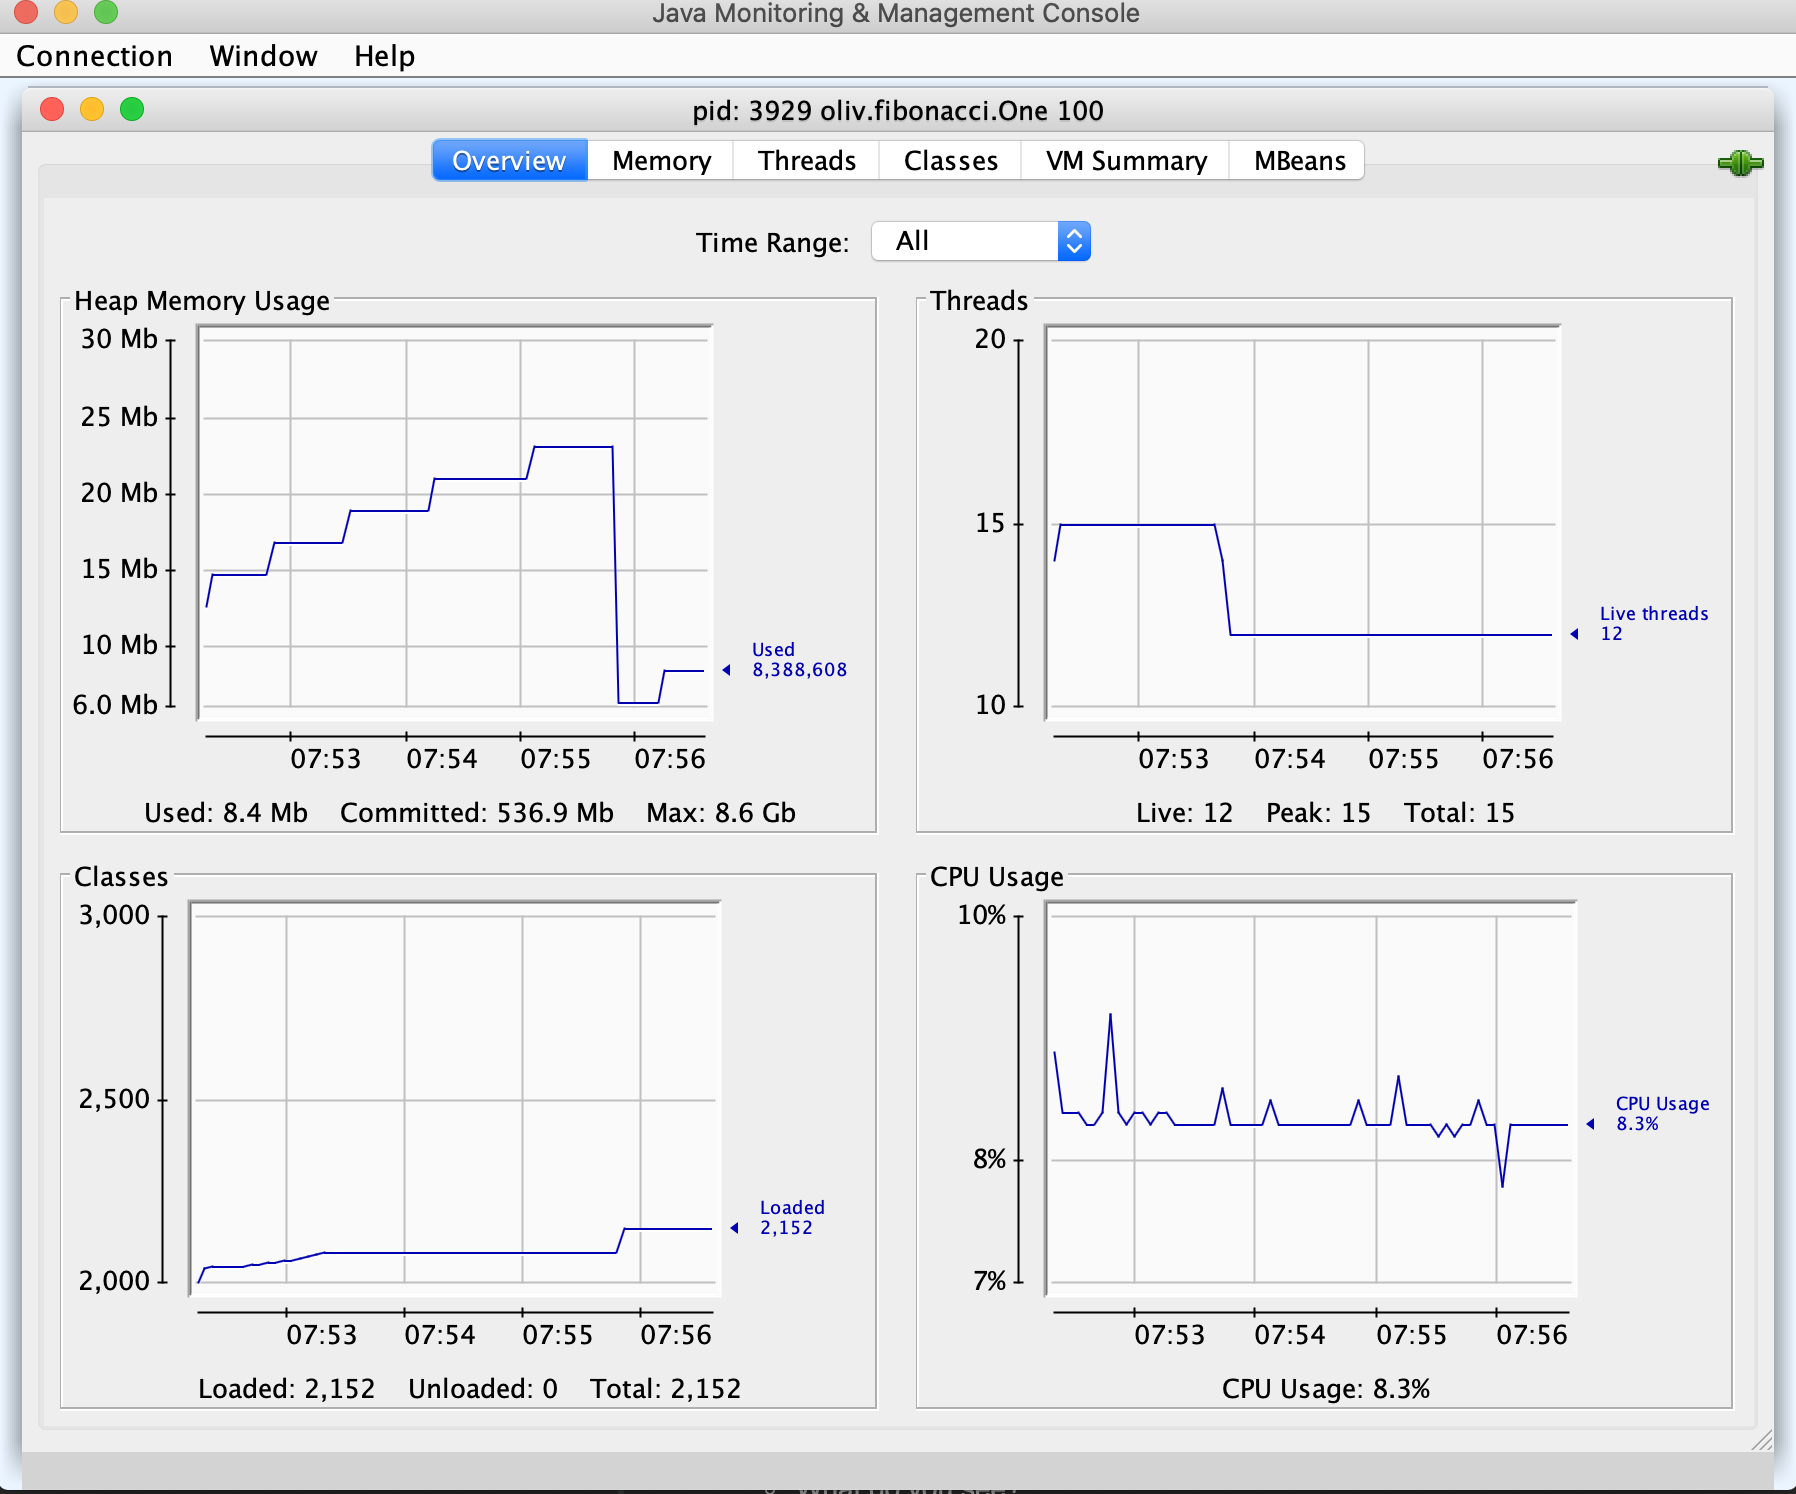 Java Monitoring & Management Console
Connection Window Help
pid: 3929 oliv.fibonacci.One 100
Overview Memory Threads Classes VM Summary MBeans
Time Range: All
Heap Memory Usage
30 Mb
25 Mb
20 Mb
15 Mb
10 Mb
6.0 Mb
Used
8,388,608
07:53 07:54 07:55 07:56
Used: 8.4 Mb Committed: 536.9 Mb Max: 8.6 Gb
Threads
20
15
10
Live threads
12
07:53 07:54 07:55 07:56
Live: 12 Peak: 15 Total: 15
Classes
3,000
2,500
2,000
Loaded
2,152
07:53 07:54 07:55 07:56
Loaded: 2,152 Unloaded: 0 Total: 2,152
CPU Usage
10%
8%
7%
CPU Usage
8.3%
07:53 07:54 07:55 07:56
CPU Usage: 8.3%